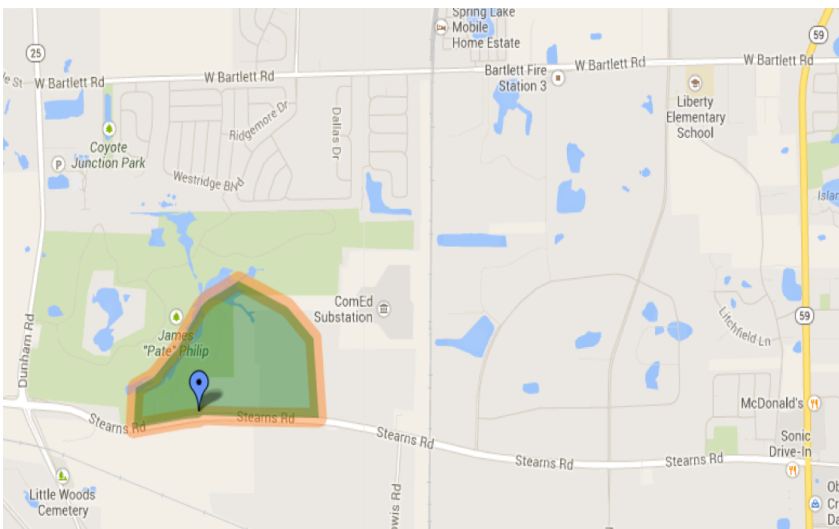 Spring Lake
Mobile
Home Estate
59
25
W Bartlett Rd
W Bartlett Rd
W Bartlett Rd
W Bartlett Rd
Bartlett Fire
Station 3
Liberty
Elementary
School
Ridgemore Dr
Dallas Dr
Coyote
Junction Park
P
Westridge Blvd
ComEd
Substation
James
"Pate" Philip
Dunham Rd
59
Litchfield Ln
McDonald's
Sonic
Drive-In
Stearns Rd
Stearns Rd
Stearns Rd
Stearns Rd
Stearns Rd
Little Woods
Cemetery